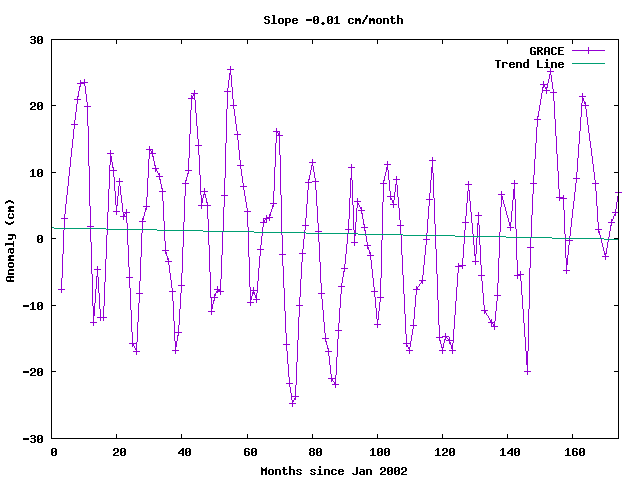 Slope -0.01 cm/month
GRACE
Trend Line
30
20
10
0
-10
-20
-30
Anomaly (cm)
0 20 40 60 80 100 120 140 160
Months since Jan 2002